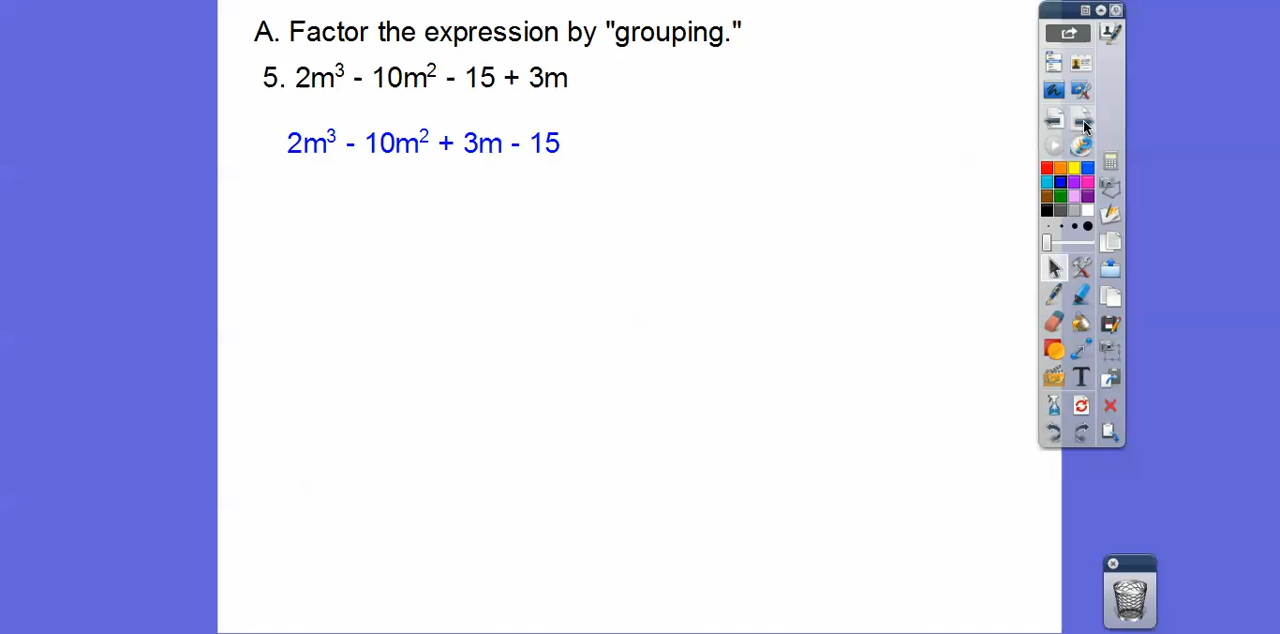 A. Factor the expression by "grouping."
5. 2m³ - 10m² - 15 + 3m
2m³ - 10m² + 3m - 15
T